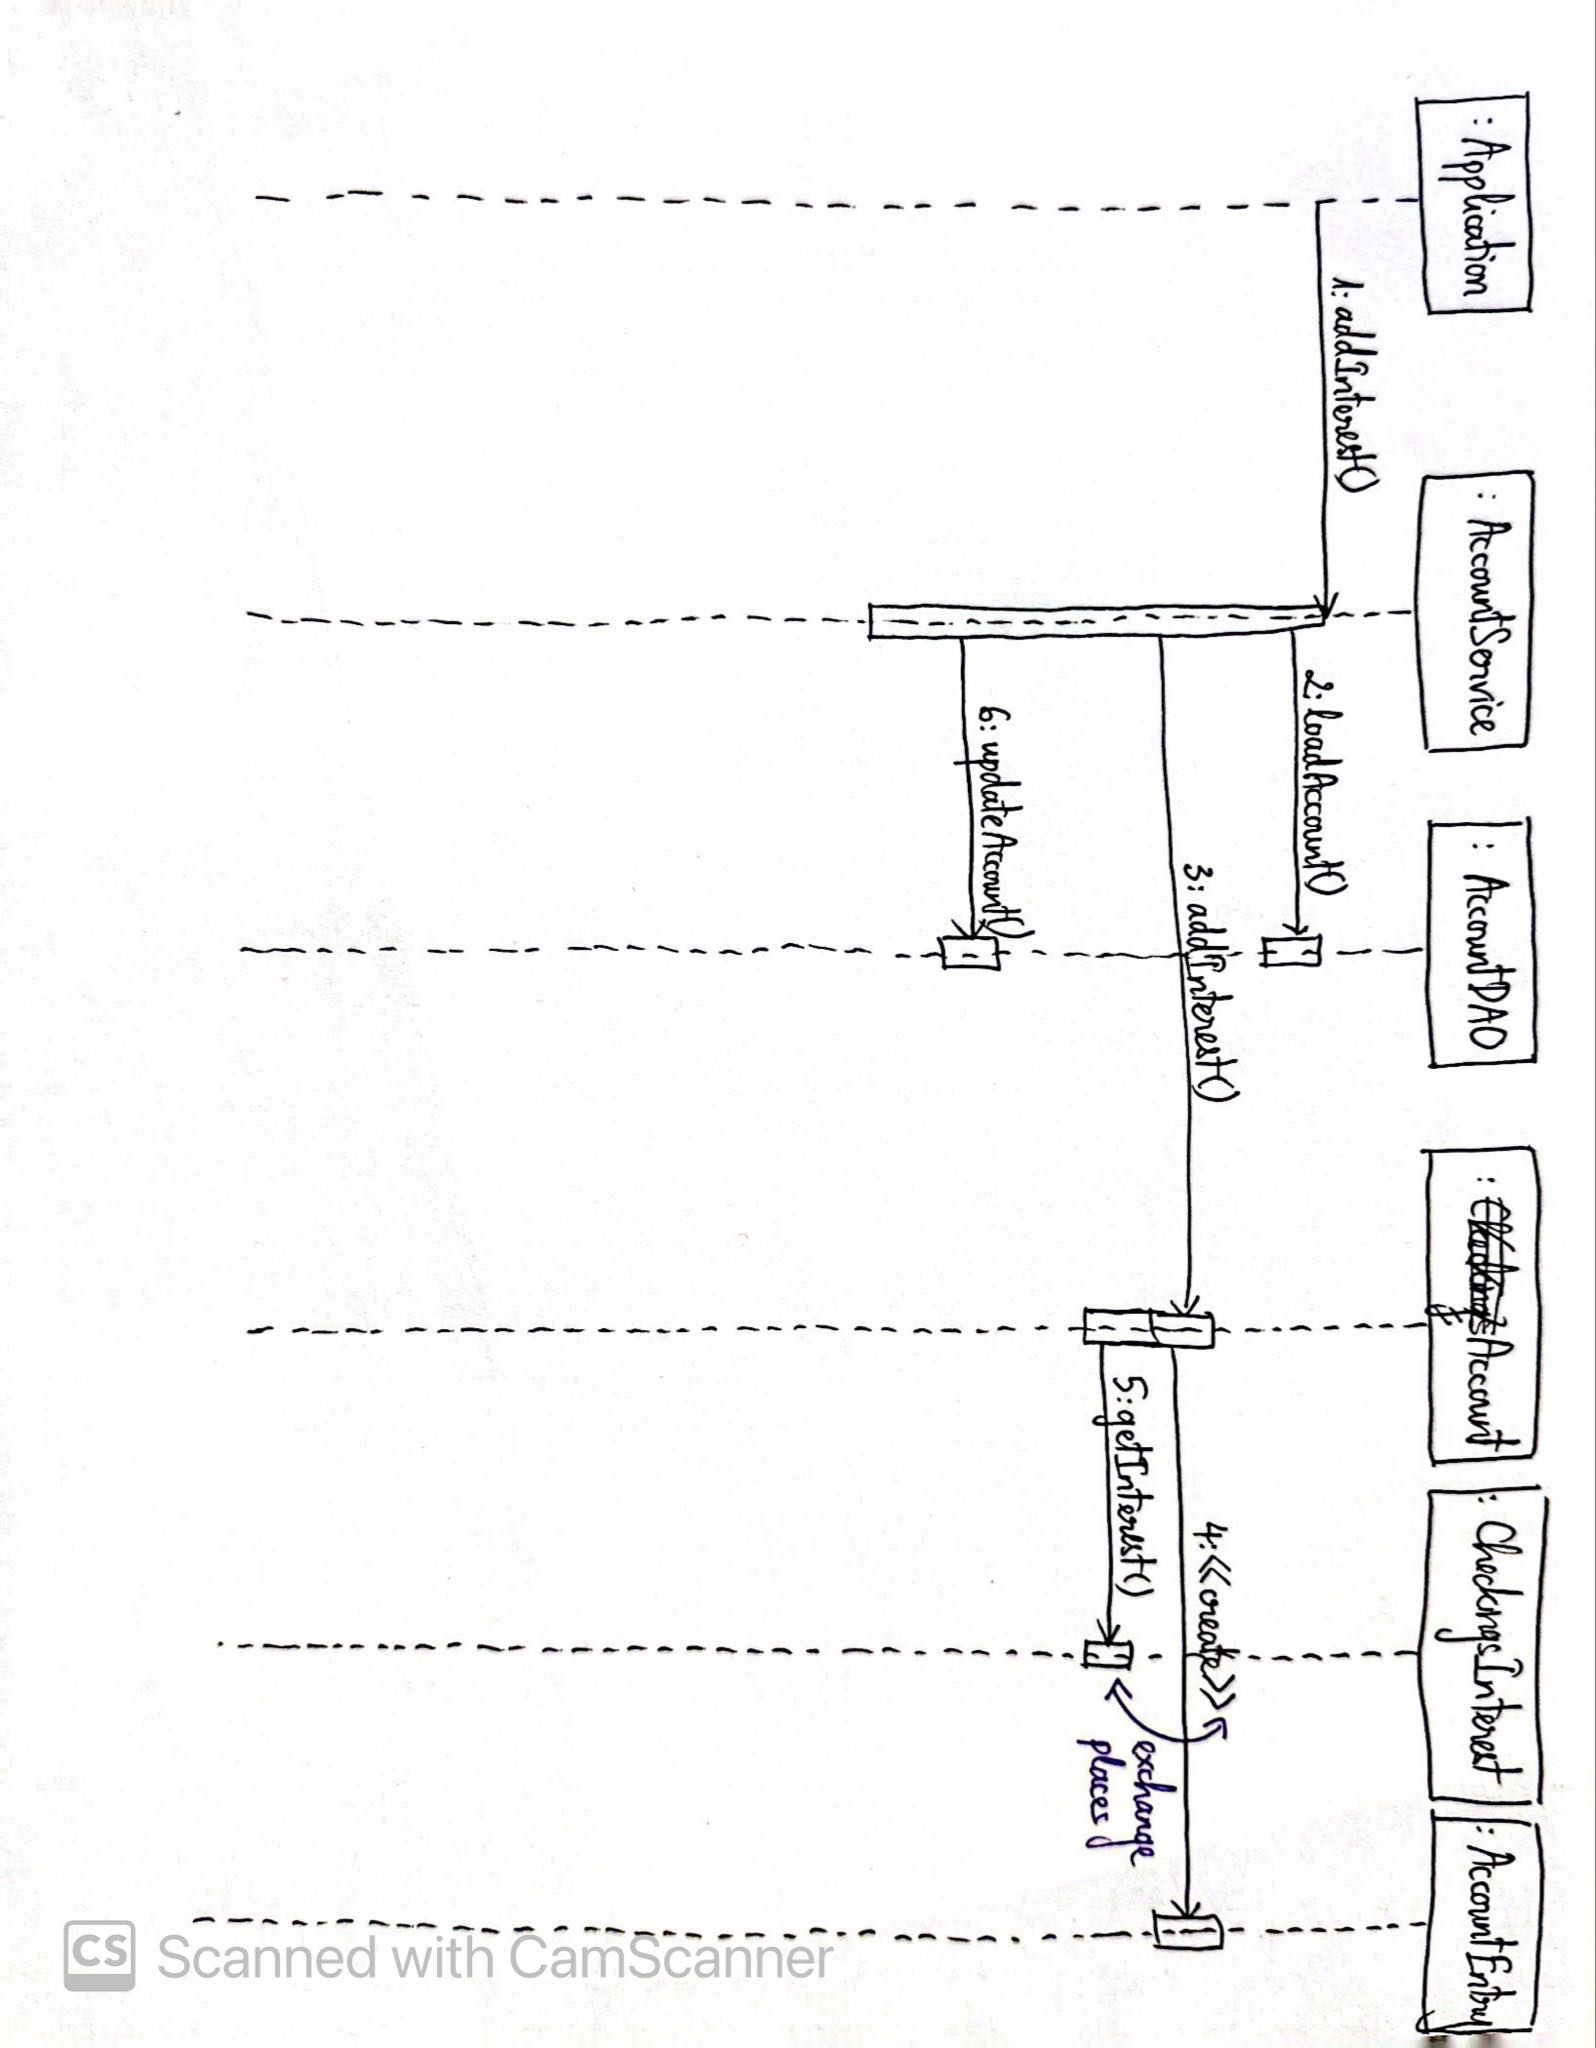 : Application
: AccountService
: AccountDAO
: Account
: CheckingsInterest
: AccountEntry
1: addInterest()
2: loadAccount()
3: addInterest()
4: <<create>>
5: getInterest()
exchange
places
6: updateAccount()
CS Scanned with CamScanner